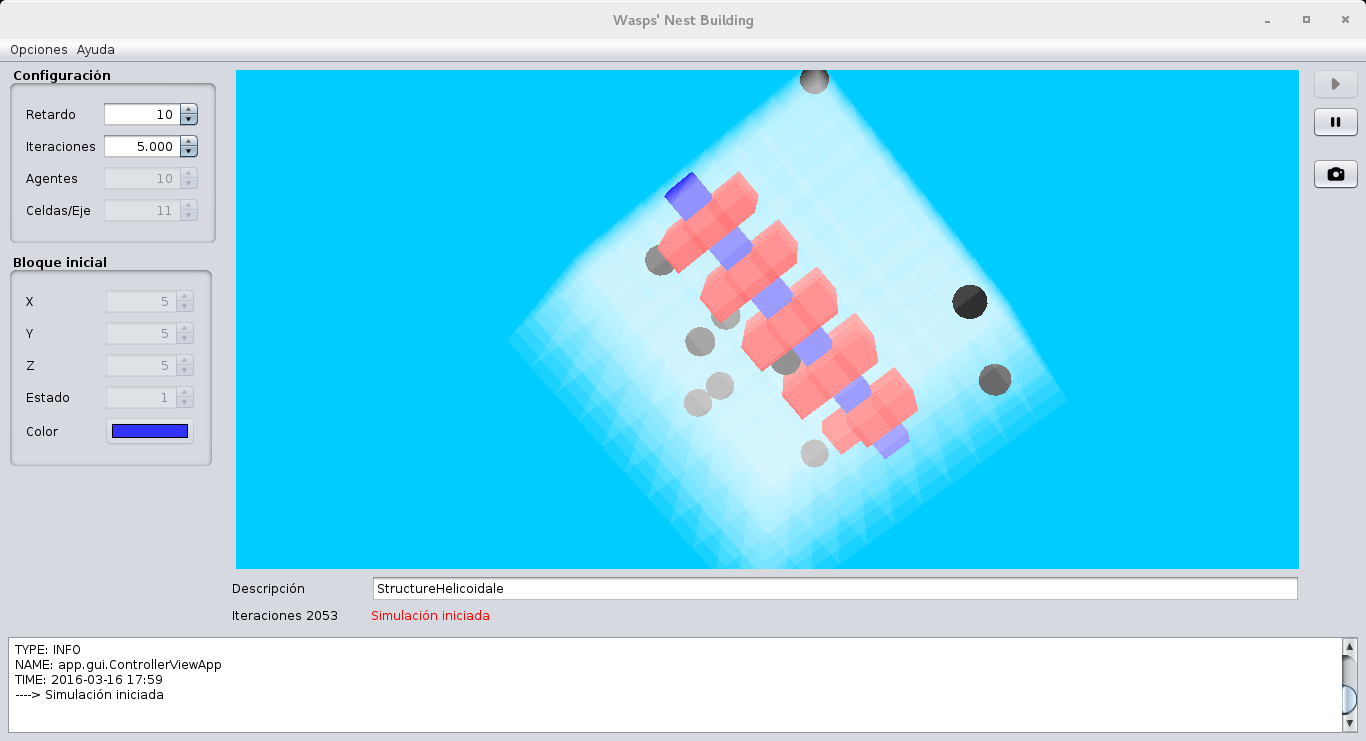 Wasps' Nest Building
Opciones Ayuda
Configuración
Retardo 10
Iteraciones 5.000
Agentes 10
Celdas/Eje 11
Bloque inicial
X 5
Y 5
Z 5
Estado 1
Color
Descripción StructureHelicoidale
Iteraciones 2053 Simulación iniciada
TYPE: INFO
NAME: app.gui.ControllerViewApp
TIME: 2016-03-16 17:59
----> Simulación iniciada